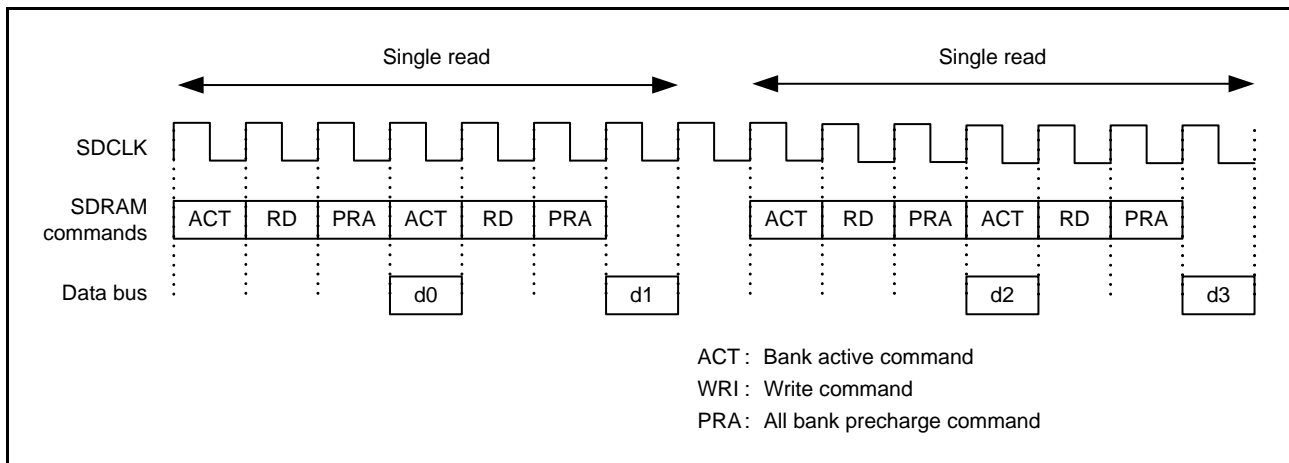 Single read Single read
SDCLK
SDRAM
commands
ACT RD PRA ACT RD PRA ACT RD PRA ACT RD PRA
Data bus
d0 d1 d2 d3
ACT : Bank active command
WRI : Write command
PRA : All bank precharge command